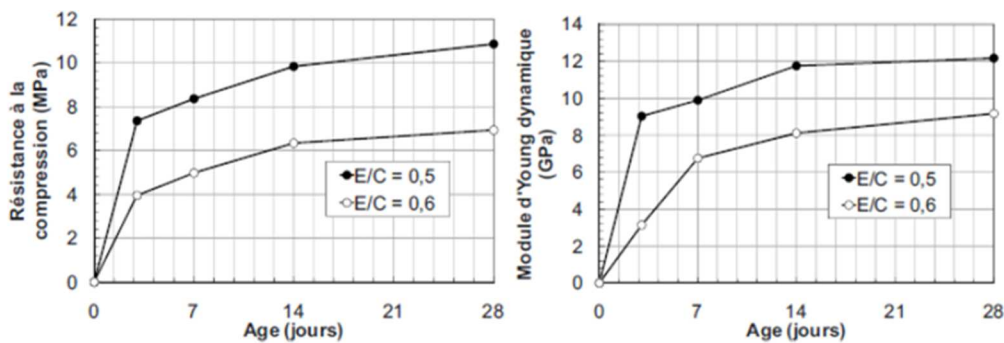 Résistance à la
compression (MPa)
12
10
8
6
4
2
0
E/C = 0,5
E/C = 0,6
0
7
14
21
28
Age (jours)
Module d'Young dynamique
(GPa)
14
12
10
8
6
4
2
0
E/C = 0,5
E/C = 0,6
0
7
14
21
28
Age (jours)